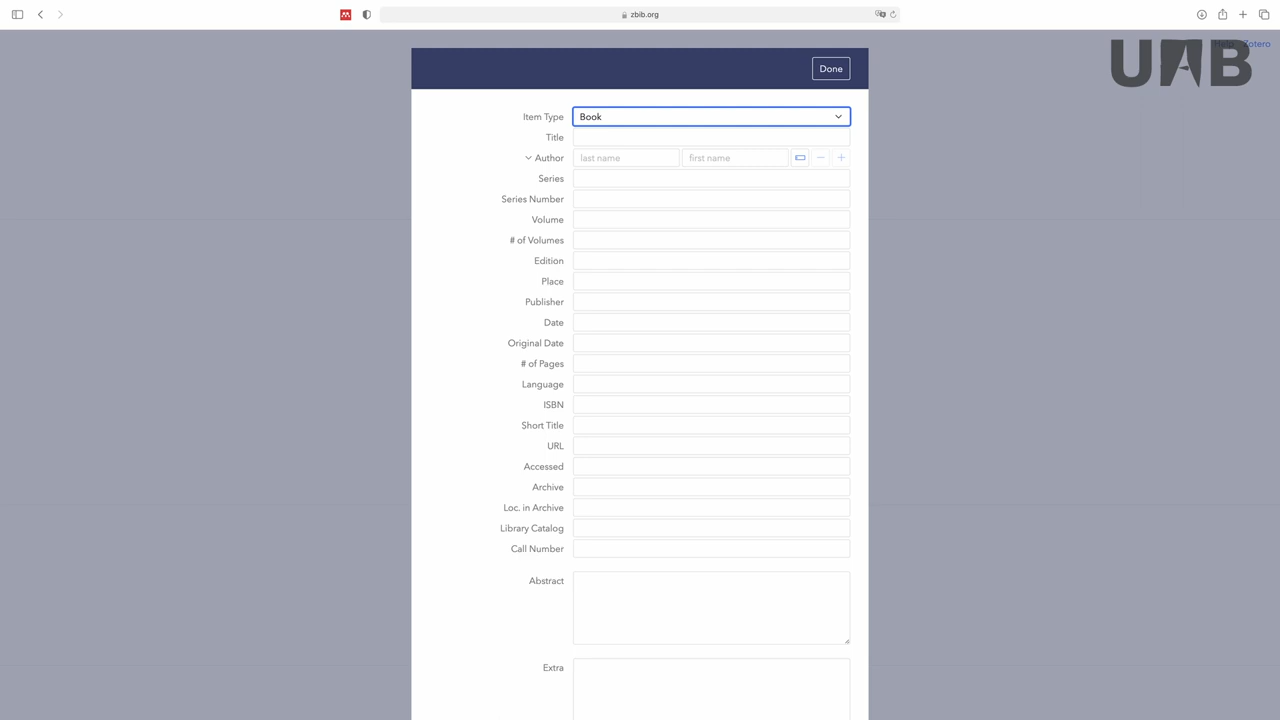 zbib.org
Help Zotero
UAB
Done
Item Type Book
Title
Author last name first name
Series
Series Number
Volume
# of Volumes
Edition
Place
Publisher
Date
Original Date
# of Pages
Language
ISBN
Short Title
URL
Accessed
Archive
Loc. in Archive
Library Catalog
Call Number
Abstract
Extra